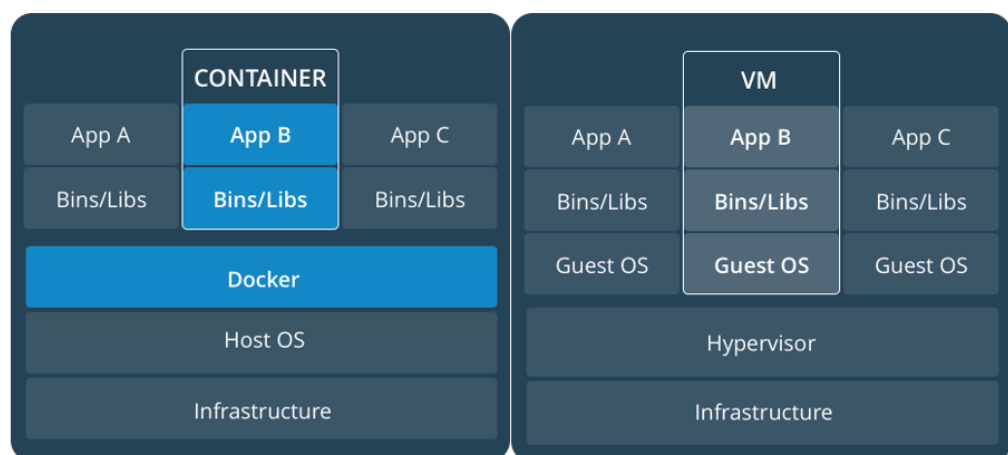 CONTAINER
App A
App B
App C
Bins/Libs
Bins/Libs
Bins/Libs
Docker
Host OS
Infrastructure
VM
App A
App B
App C
Bins/Libs
Bins/Libs
Bins/Libs
Guest OS
Guest OS
Guest OS
Hypervisor
Infrastructure